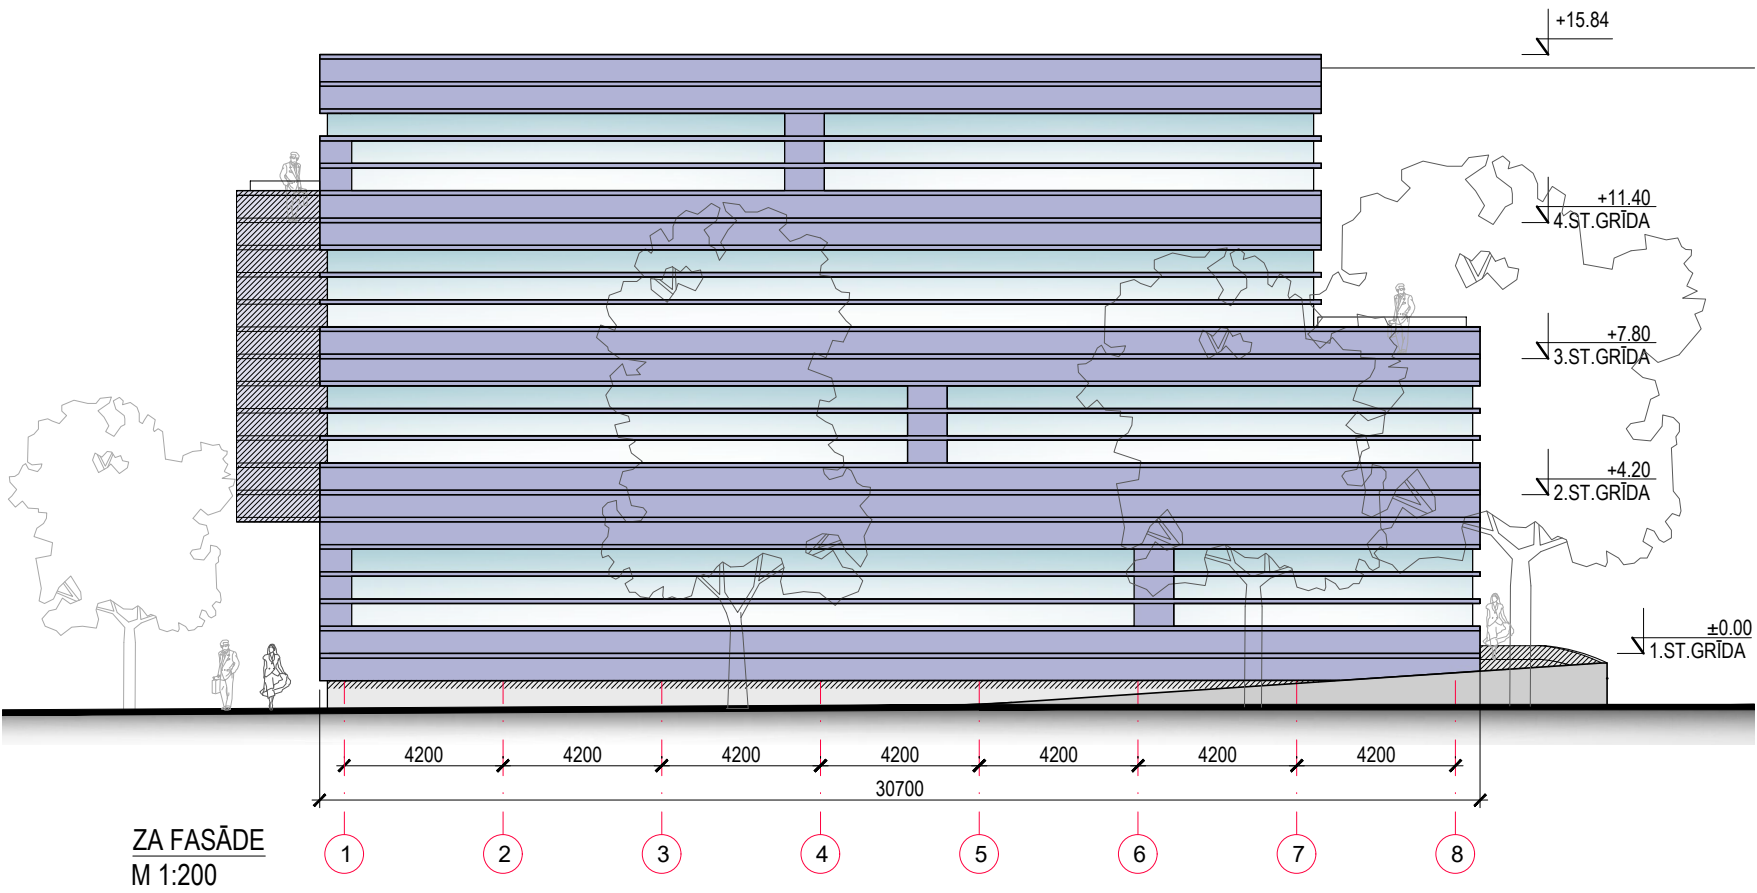 +15.84
+11.40
4.ST.GRĪDA
+7.80
3.ST.GRĪDA
+4.20
2.ST.GRĪDA
±0.00
1.ST.GRĪDA
4200 4200 4200 4200 4200 4200 4200
30700
ZA FASĀDE
M 1:200
1 2 3 4 5 6 7 8